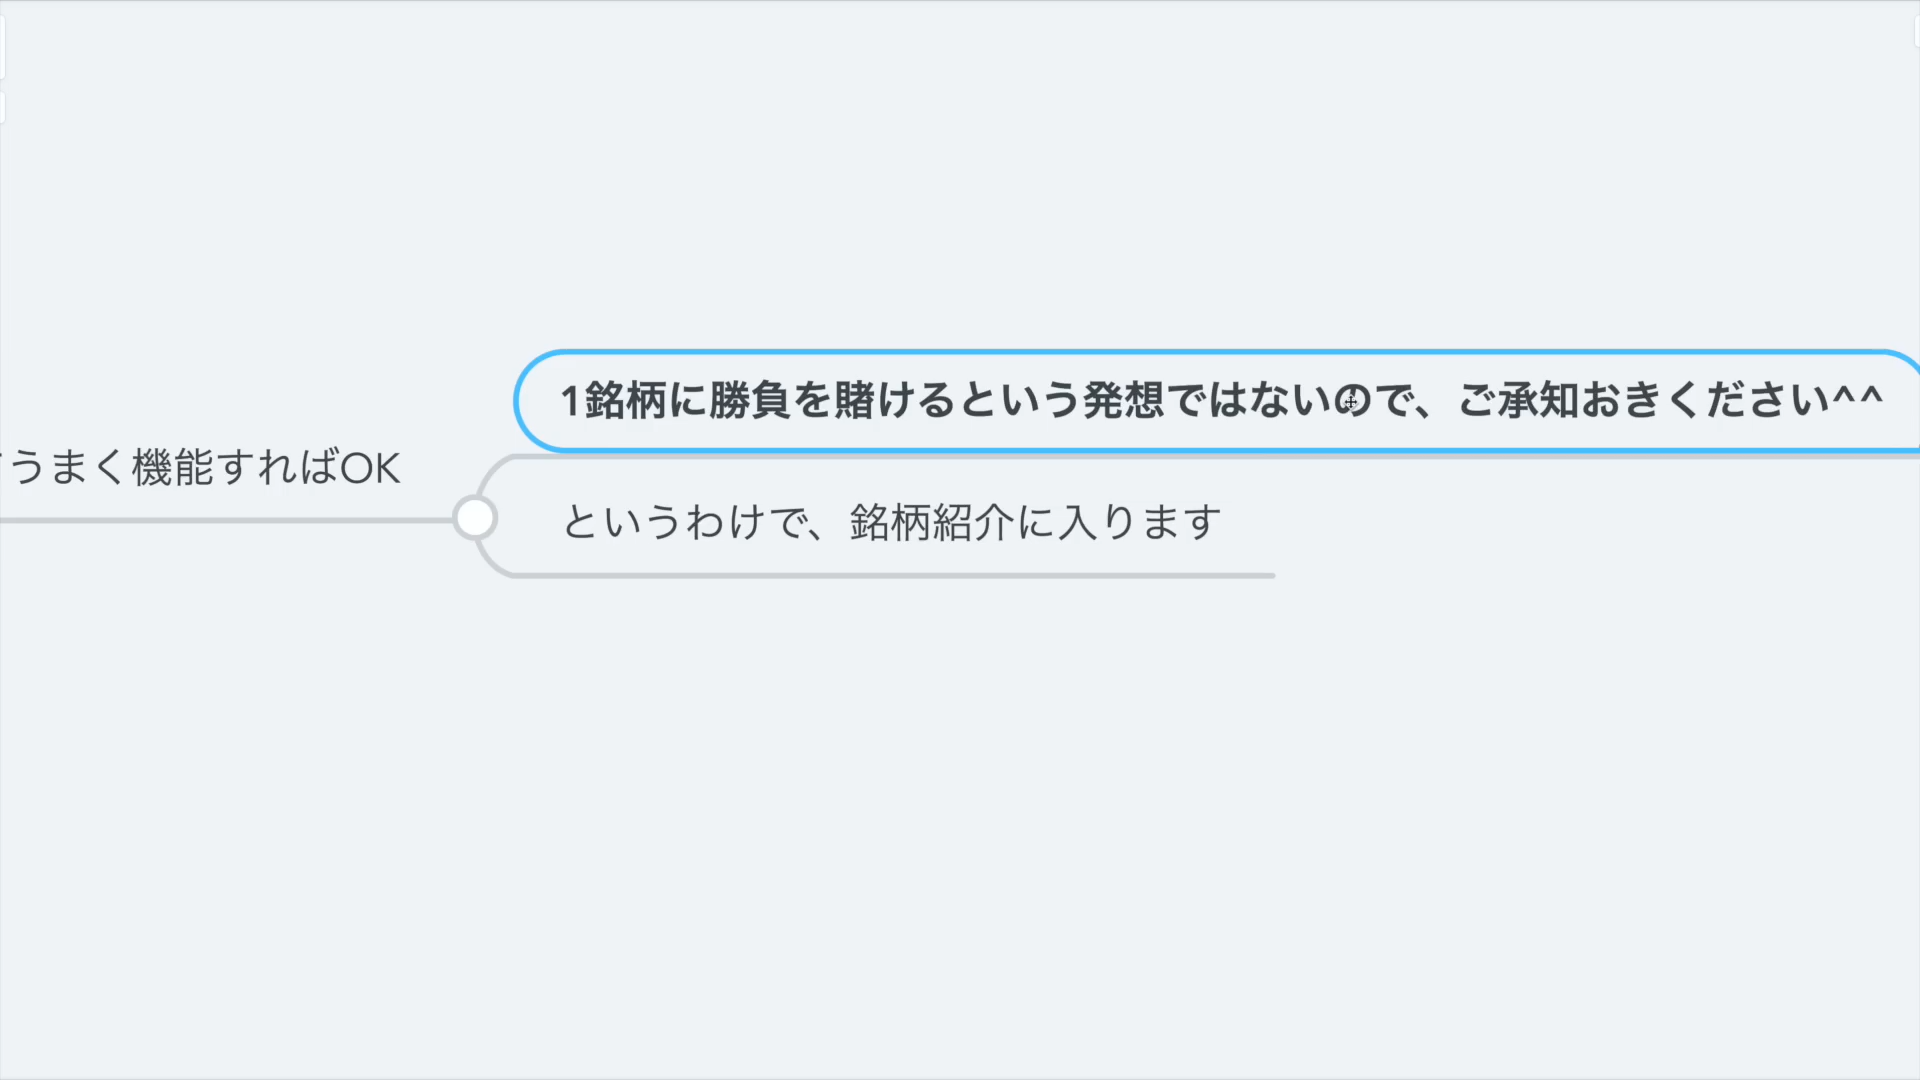 1銘柄に勝負を賭けるという発想ではないので、ご承知おきください^^
うまく機能すればOK
というわけで、銘柄紹介に入ります